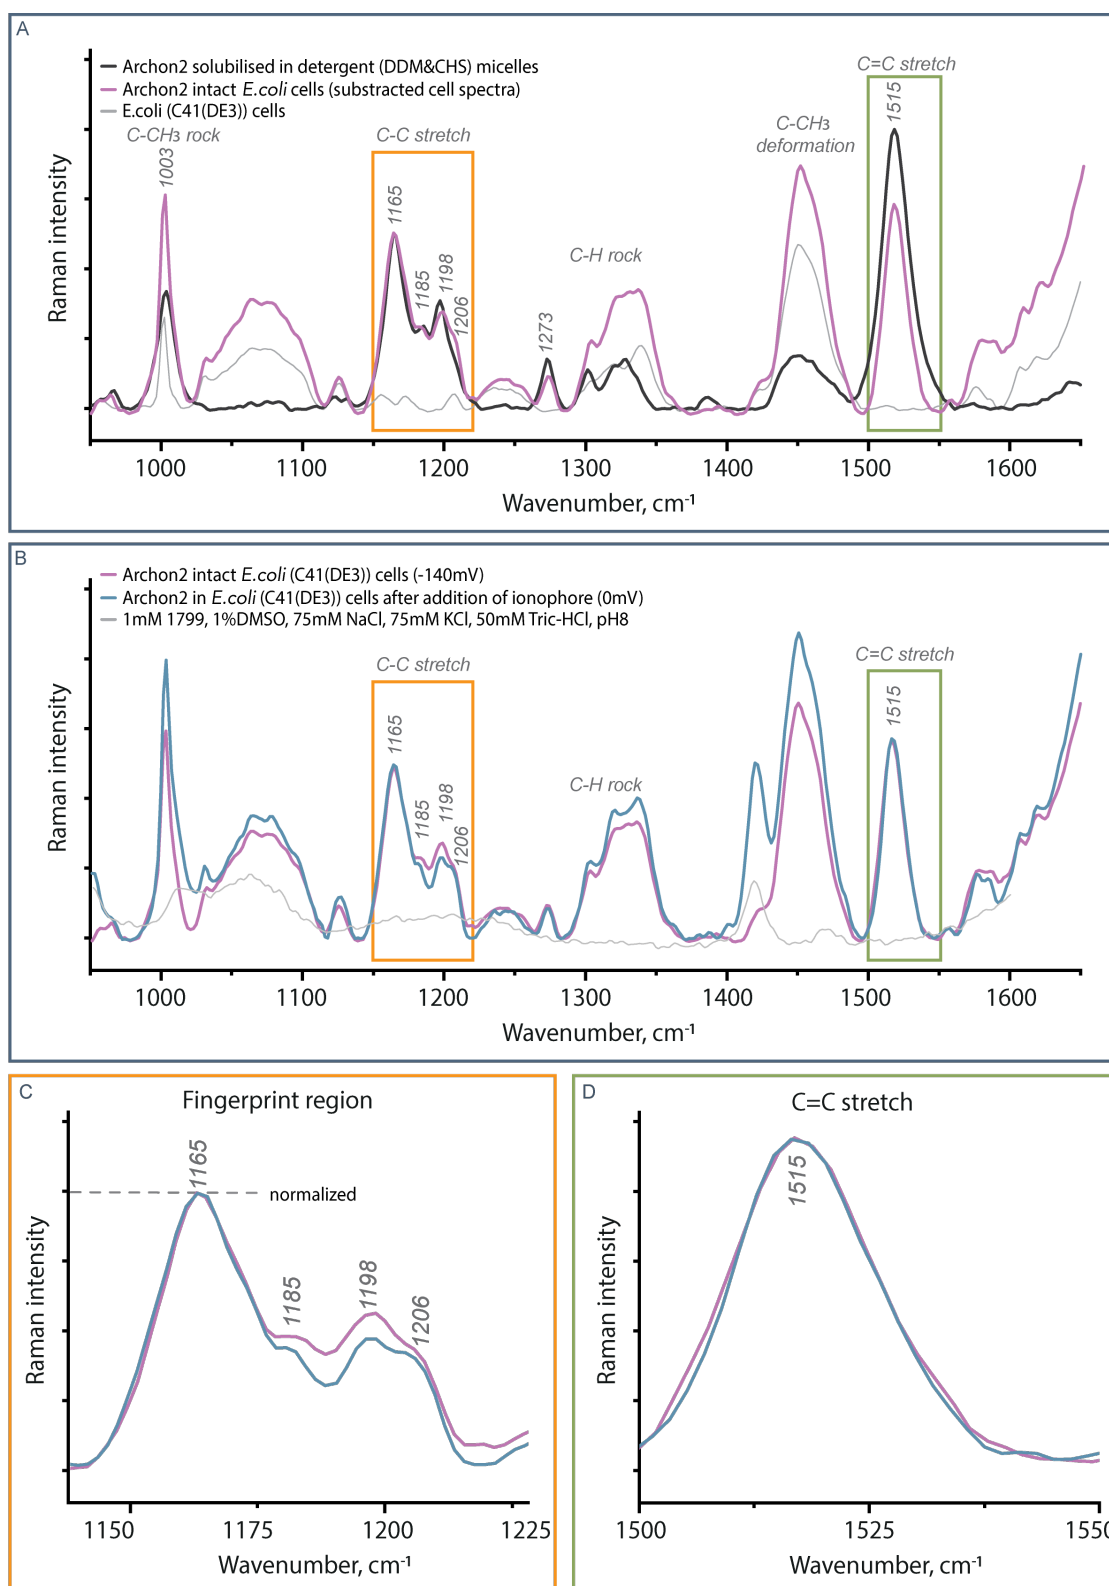 A
Archon2 solubilised in detergent (DDM&CHS) micelles
Archon2 intact E.coli cells (substracted cell spectra)
E.coli (C41(DE3)) cells
C-CH3 rock
C-C stretch
C-H rock
C-CH3
deformation
C=C stretch
1003
1165
1185
1198
1206
1273
1515
Raman intensity
1000
1100
1200
1300
1400
1500
1600
Wavenumber, cm-1
B
Archon2 intact E.coli (C41(DE3)) cells (-140mV)
Archon2 in E.coli (C41(DE3)) cells after addition of ionophore (0mV)
1mM 1799, 1%DMSO, 75mM NaCl, 75mM KCl, 50mM Tric-HCl, pH8
C-C stretch
C=C stretch
C-H rock
1165
1185
1198
1206
1515
Raman intensity
1000
1100
1200
1300
1400
1500
1600
Wavenumber, cm-1
C
Fingerprint region
1165
normalized
1185
1198
1206
Raman intensity
1150
1175
1200
1225
Wavenumber, cm-1
D
C=C stretch
1515
Raman intensity
1500
1525
1550
Wavenumber, cm-1